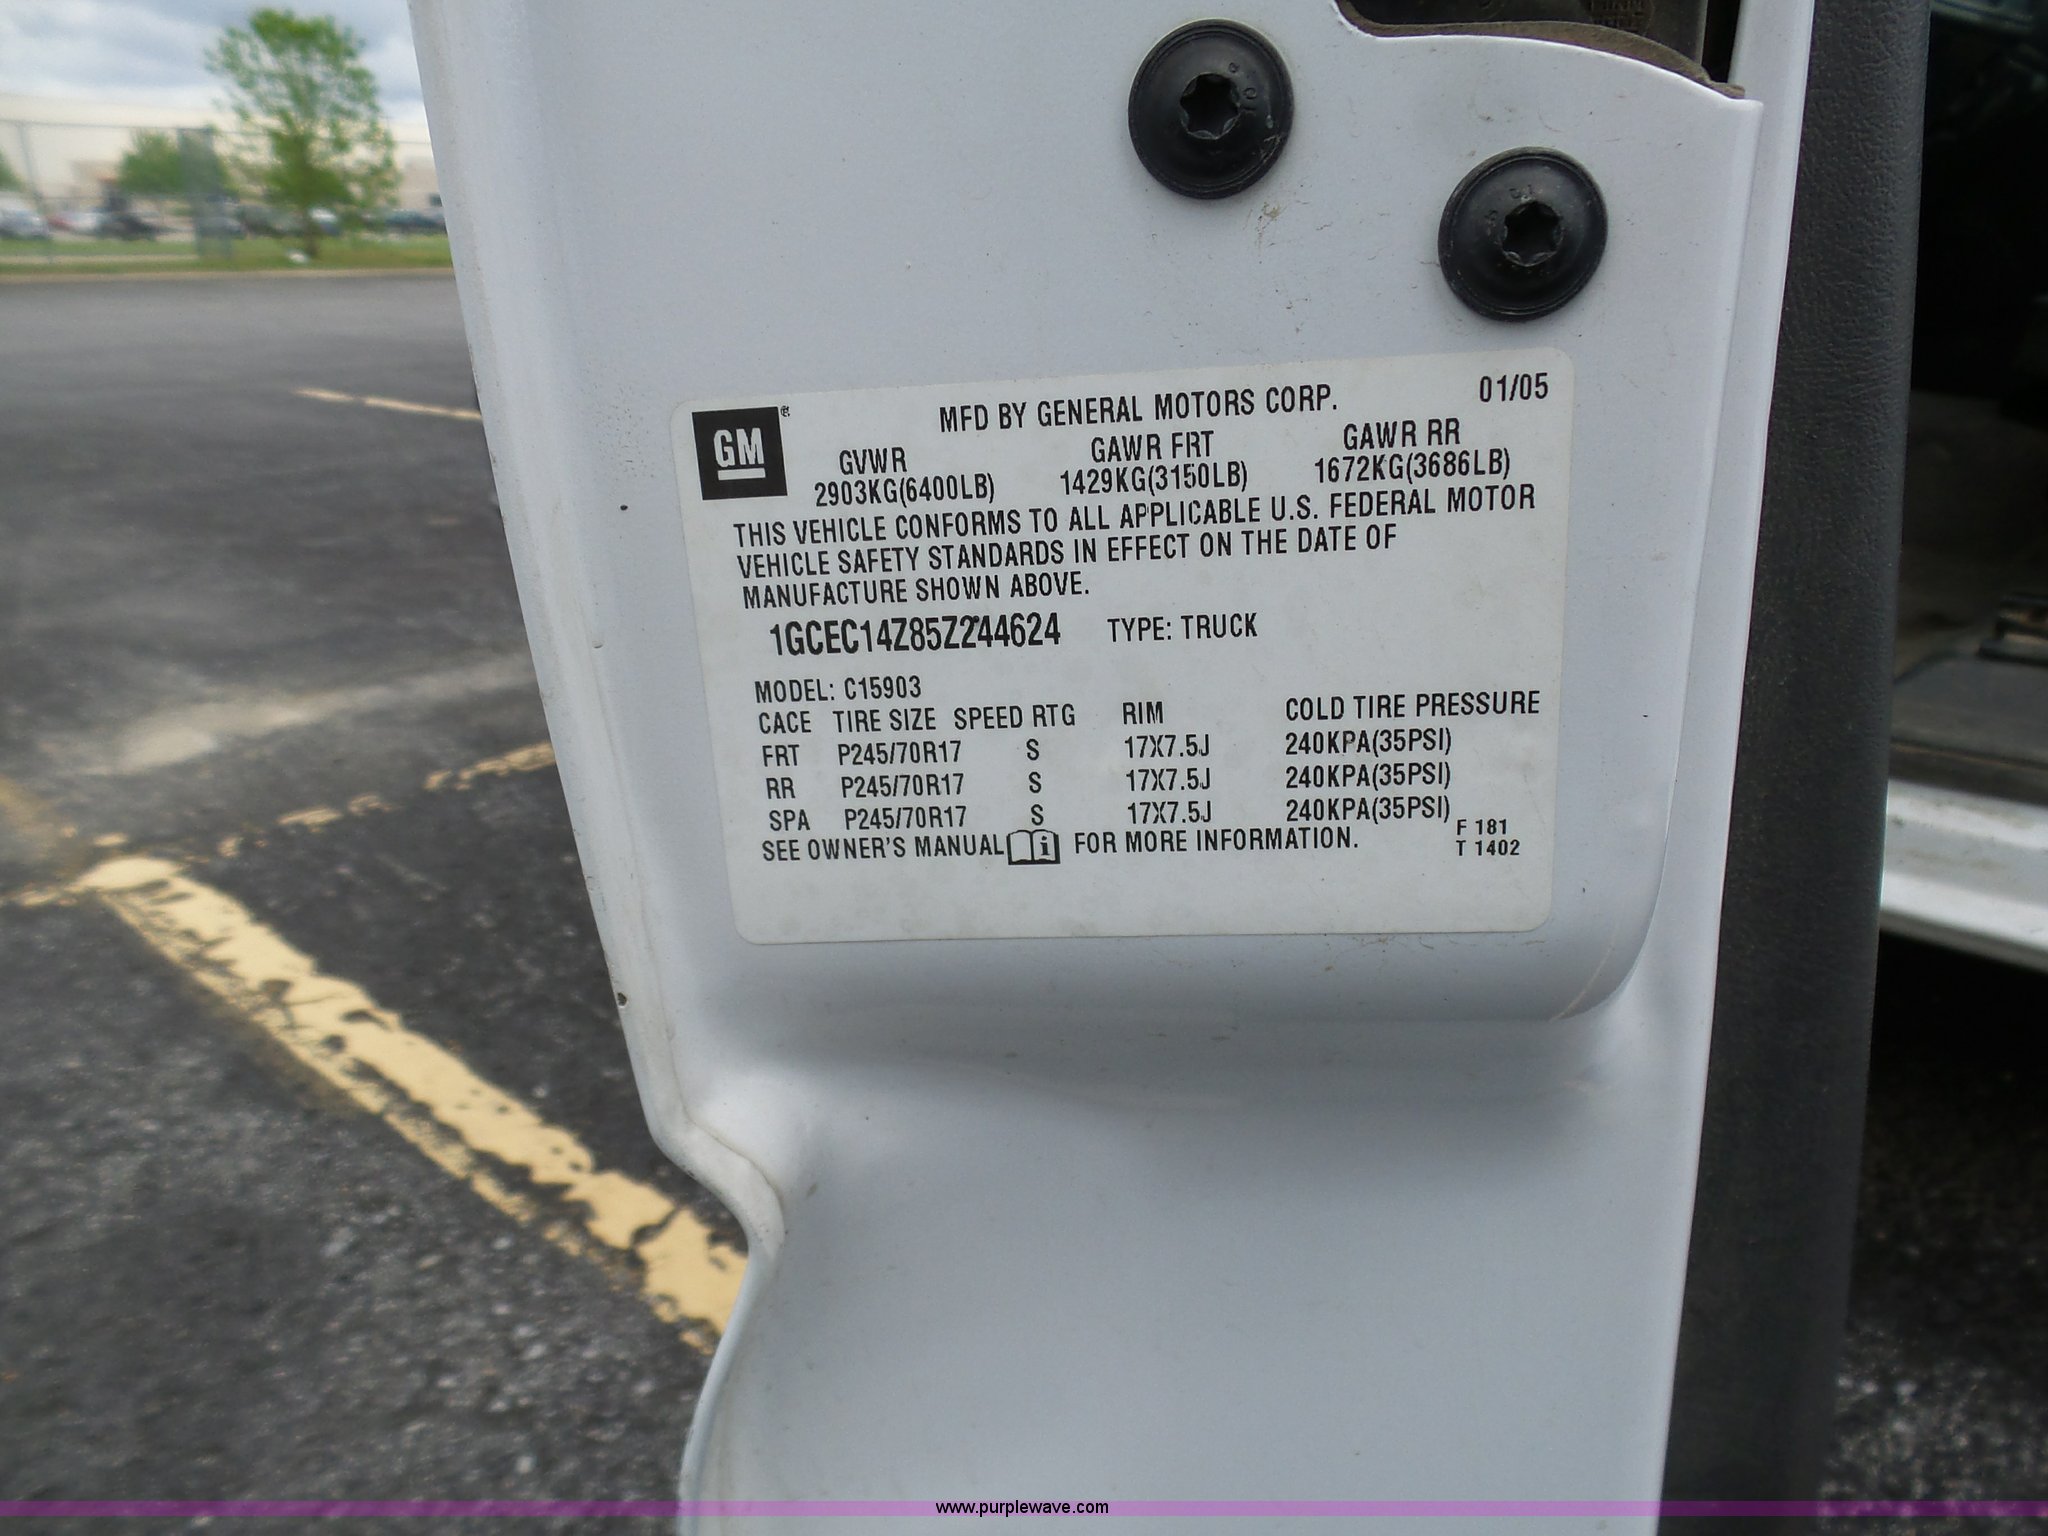 MFD BY GENERAL MOTORS CORP. 01/05
GM
GVWR GAWR FRT GAWR RR
2903KG(6400LB) 1429KG(3150LB) 1672KG(3686LB)
THIS VEHICLE CONFORMS TO ALL APPLICABLE U.S. FEDERAL MOTOR
VEHICLE SAFETY STANDARDS IN EFFECT ON THE DATE OF
MANUFACTURE SHOWN ABOVE.
1GCEC14Z85Z244624 TYPE: TRUCK
MODEL: C15903
CACE TIRE SIZE SPEED RTG RIM COLD TIRE PRESSURE
FRT P245/70R17 S 17X7.5J 240KPA(35PSI)
RR P245/70R17 S 17X7.5J 240KPA(35PSI)
SPA P245/70R17 S 17X7.5J 240KPA(35PSI)
SEE OWNER'S MANUAL i FOR MORE INFORMATION.
F 181
T 1402
www.purplewave.com